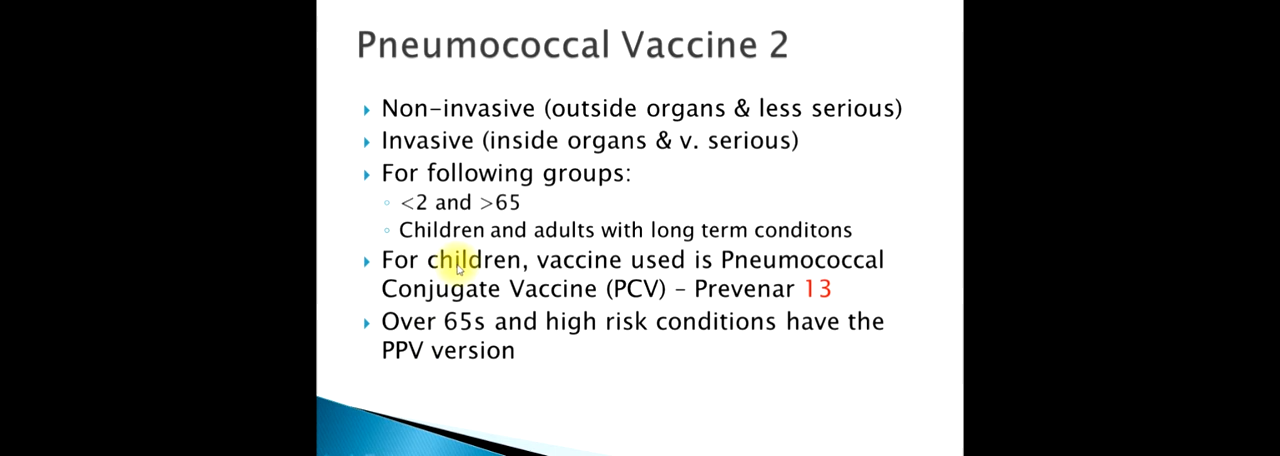 Pneumococcal Vaccine 2
Non-invasive (outside organs & less serious)
Invasive (inside organs & v. serious)
For following groups:
<2 and >65
Children and adults with long term conditons
For children, vaccine used is Pneumococcal
Conjugate Vaccine (PCV) – Prevenar 13
Over 65s and high risk conditions have the
PPV version